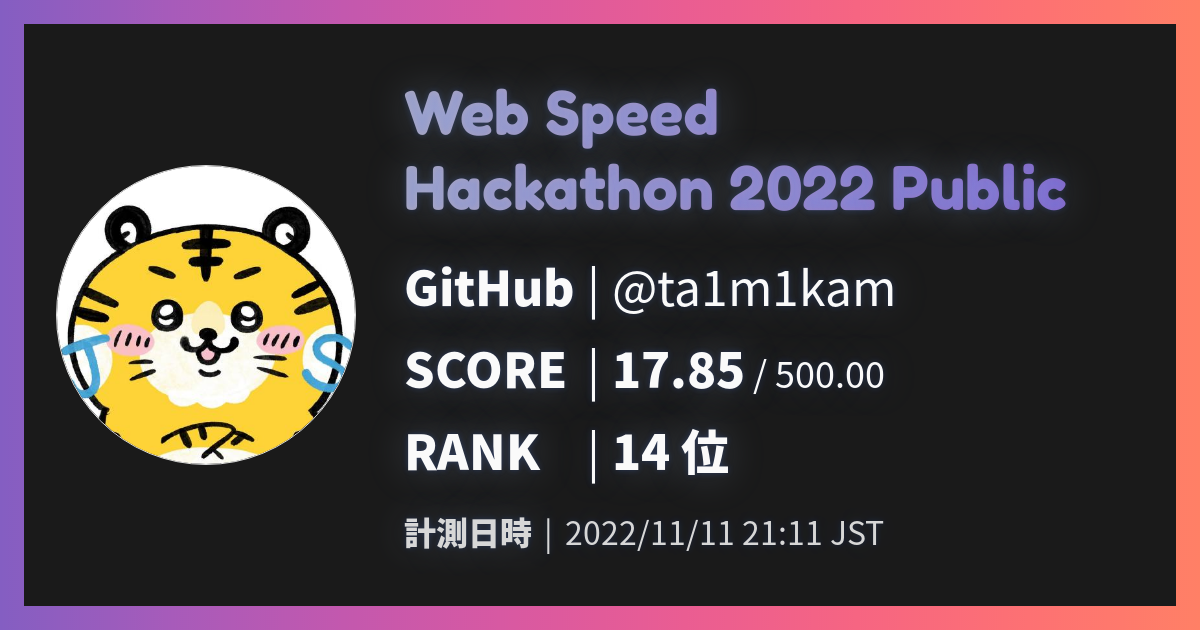 Web Speed
Hackathon 2022 Public
GitHub | @ta1m1kam
SCORE | 17.85 / 500.00
RANK | 14 位
計測日時 | 2022/11/11 21:11 JST
J S